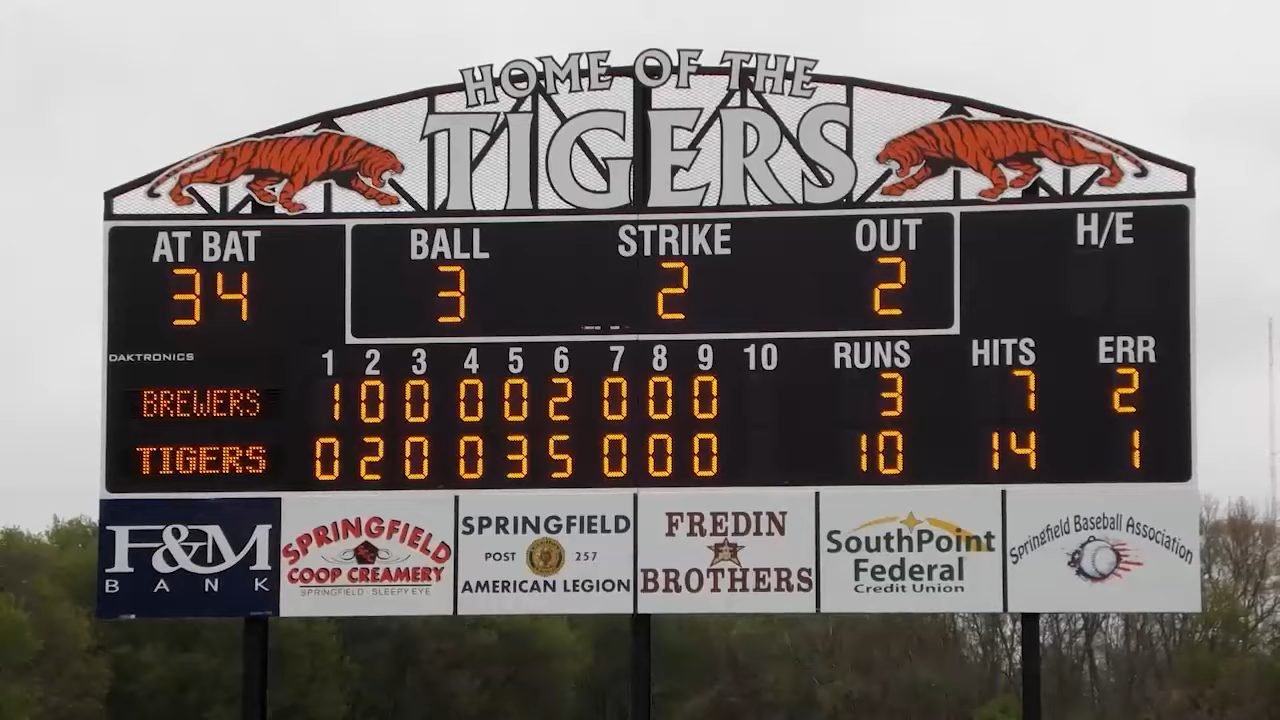 HOME OF THE
TIGERS
AT BAT BALL STRIKE OUT H/E
34 3 2 2
DAKTRONICS 1 2 3 4 5 6 7 8 9 10 RUNS HITS ERR
BREWERS 1 0 0 0 0 2 0 0 0 3 7 2
TIGERS 0 2 0 0 3 5 0 0 0 10 14 1
F&M
BANK
SPRINGFIELD
COOP CREAMERY
SPRINGFIELD · SLEEPY EYE
SPRINGFIELD
POST 257
AMERICAN LEGION
FREDIN
BROTHERS
SouthPoint
Federal
Credit Union
Springfield Baseball Association